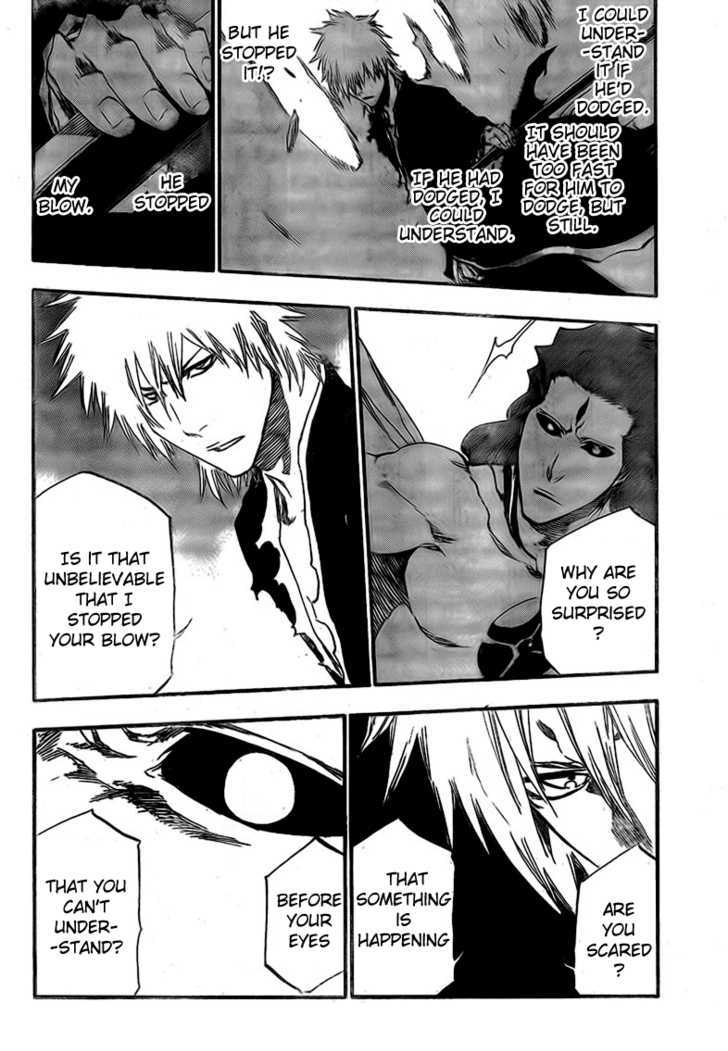 I COULD
UNDER-
-STAND
IT IF
HE'D
DODGED.
IT SHOULD
HAVE BEEN
TOO FAST
FOR HIM TO
DODGE, BUT
STILL.
IF HE HAD
DODGED, I
COULD
UNDERSTAND.
BUT HE
STOPPED
IT!?
HE
STOPPED
MY
BLOW.
WHY ARE
YOU SO
SURPRISED
?
IS IT THAT
UNBELIEVABLE
THAT I
STOPPED
YOUR BLOW?
ARE
YOU
SCARED
?
THAT
SOMETHING
IS
HAPPENING
BEFORE
YOUR
EYES
THAT YOU
CAN'T
UNDER-
-STAND?